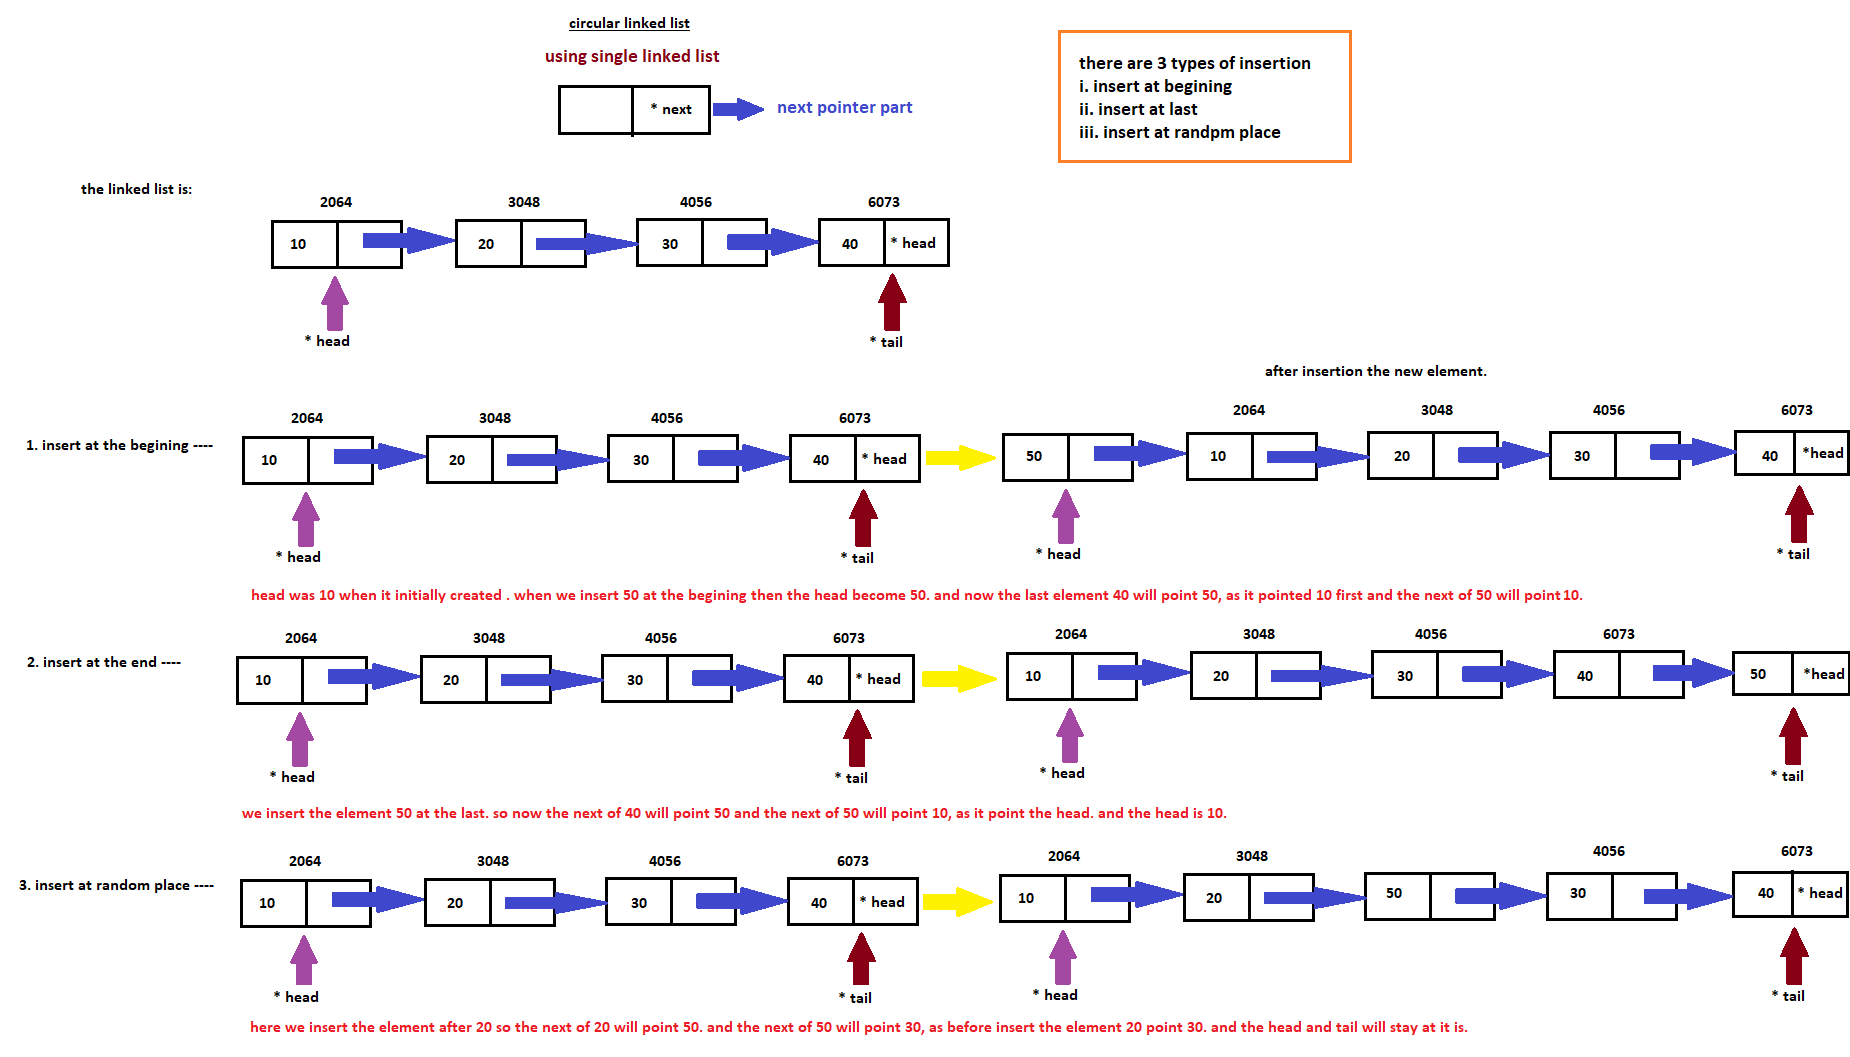 circular linked list
using single linked list
* next
next pointer part
there are 3 types of insertion
i. insert at begining
ii. insert at last
iii. insert at randpm place
the linked list is:
2064 3048 4056 6073
10 20 30 40 * head
* head * tail
after insertion the new element.
1. insert at the begining ----
2064 3048 4056 6073 2064 3048 4056 6073
10 20 30 40 * head 50 10 20 30 40 *head
* head * tail * head * tail
head was 10 when it initially created . when we insert 50 at the begining then the head become 50. and now the last element 40 will point 50, as it pointed 10 first and the next of 50 will point 10.
2. insert at the end ----
2064 3048 4056 6073 2064 3048 4056 6073
10 20 30 40 * head 10 20 30 40 50 *head
* head * tail * head * tail
we insert the element 50 at the last. so now the next of 40 will point 50 and the next of 50 will point 10, as it point the head. and the head is 10.
3. insert at random place ----
2064 3048 4056 6073 2064 3048 4056 6073
10 20 30 40 * head 10 20 50 30 40 * head
* head * tail * head * tail
here we insert the element after 20 so the next of 20 will point 50. and the next of 50 will point 30, as before insert the element 20 point 30. and the head and tail will stay at it is.